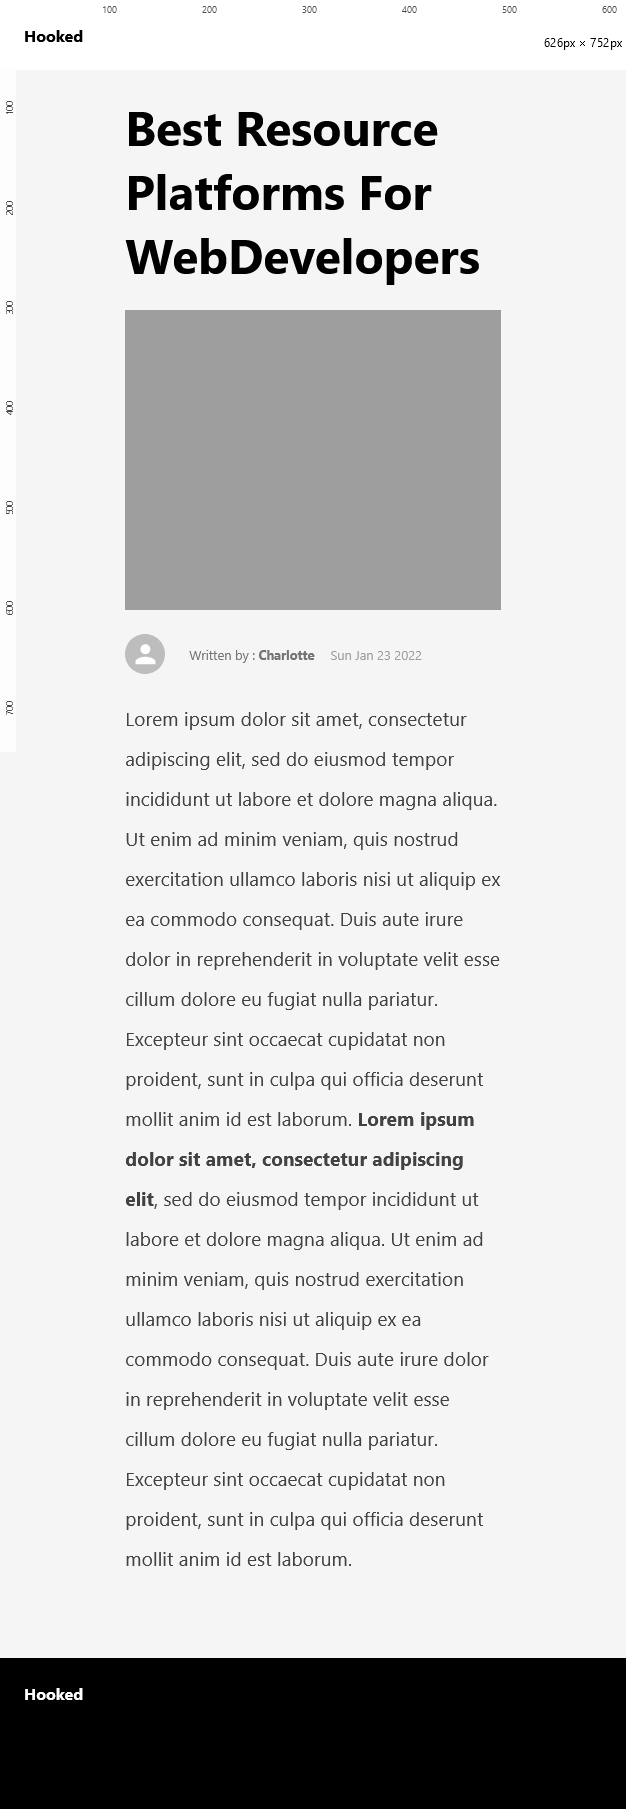 100 200 300 400 500 600
Hooked
626px × 752px
100
Best Resource
Platforms For
200
WebDevelopers
300
400
500
600
Written by : Charlotte Sun Jan 23 2022
700
Lorem ipsum dolor sit amet, consectetur
adipiscing elit, sed do eiusmod tempor
incididunt ut labore et dolore magna aliqua.
Ut enim ad minim veniam, quis nostrud
exercitation ullamco laboris nisi ut aliquip ex
ea commodo consequat. Duis aute irure
dolor in reprehenderit in voluptate velit esse
cillum dolore eu fugiat nulla pariatur.
Excepteur sint occaecat cupidatat non
proident, sunt in culpa qui officia deserunt
mollit anim id est laborum. Lorem ipsum
dolor sit amet, consectetur adipiscing
elit, sed do eiusmod tempor incididunt ut
labore et dolore magna aliqua. Ut enim ad
minim veniam, quis nostrud exercitation
ullamco laboris nisi ut aliquip ex ea
commodo consequat. Duis aute irure dolor
in reprehenderit in voluptate velit esse
cillum dolore eu fugiat nulla pariatur.
Excepteur sint occaecat cupidatat non
proident, sunt in culpa qui officia deserunt
mollit anim id est laborum.
Hooked